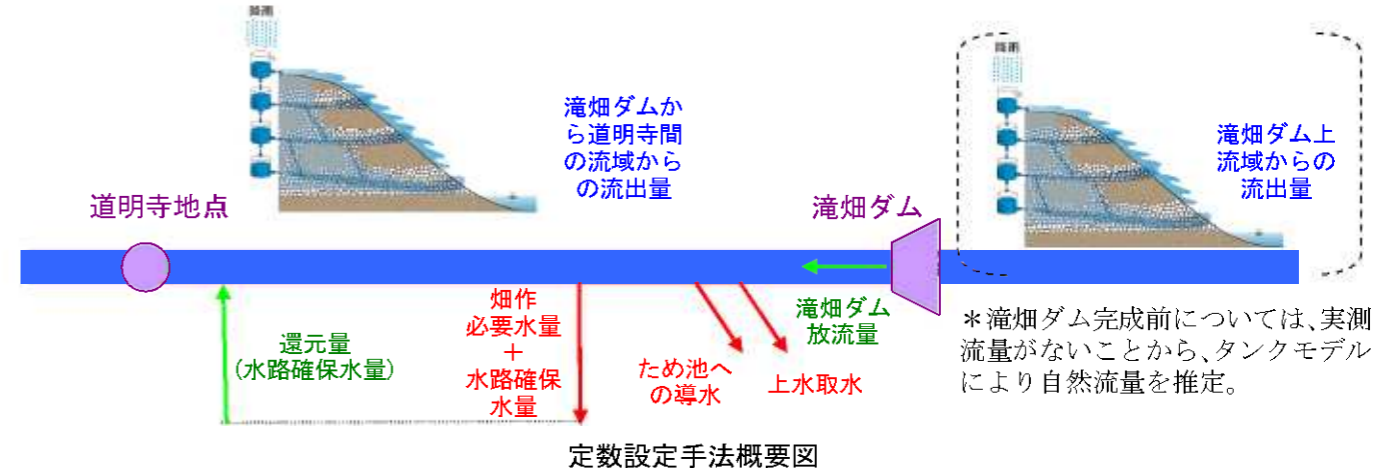 降雨
滝畑ダムか
ら道明寺間
の流域から
の流出量
降雨
滝畑ダム上
流域からの
流出量
道明寺地点
滝畑ダム
還元量
(水路確保水量)
畑作
必要水量
＋
水路確保
水量
ため池へ
の導水
上水取水
滝畑ダム
放流量
＊滝畑ダム完成前については、実測
流量がないことから、タンクモデル
により自然流量を推定。
定数設定手法概要図